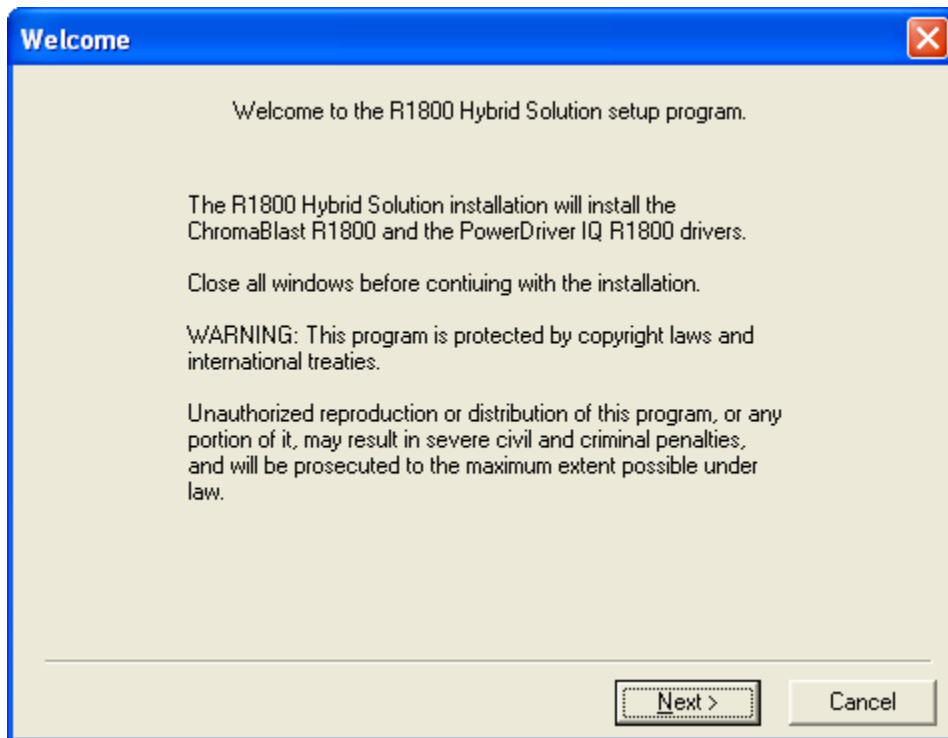 Welcome
Welcome to the R1800 Hybrid Solution setup program.
The R1800 Hybrid Solution installation will install the
ChromaBlast R1800 and the PowerDriver IQ R1800 drivers.
Close all windows before contiuing with the installation.
WARNING: This program is protected by copyright laws and
international treaties.
Unauthorized reproduction or distribution of this program, or any
portion of it, may result in severe civil and criminal penalties,
and will be prosecuted to the maximum extent possible under
law.
Next >
Cancel